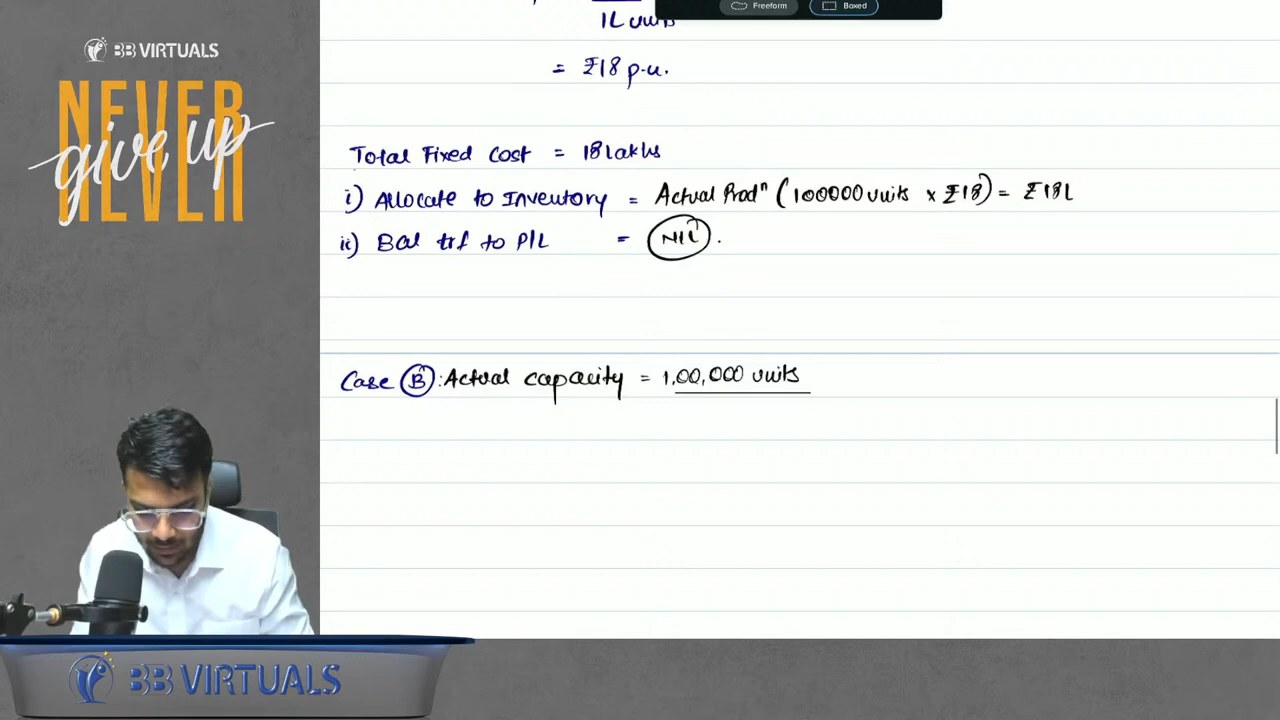 Freeform Boxed
1L units
= ₹18 p.u.
Total Fixed Cost = 18 lakhs
i) Allocate to Inventory = Actual Prodⁿ (100000 units x ₹18) = ₹18L
ii) Bal trf to P/L = NIL.
Case B: Actual capacity = 1,00,000 units
BB VIRTUALS
NEVER
give up
NEVER
BB VIRTUALS